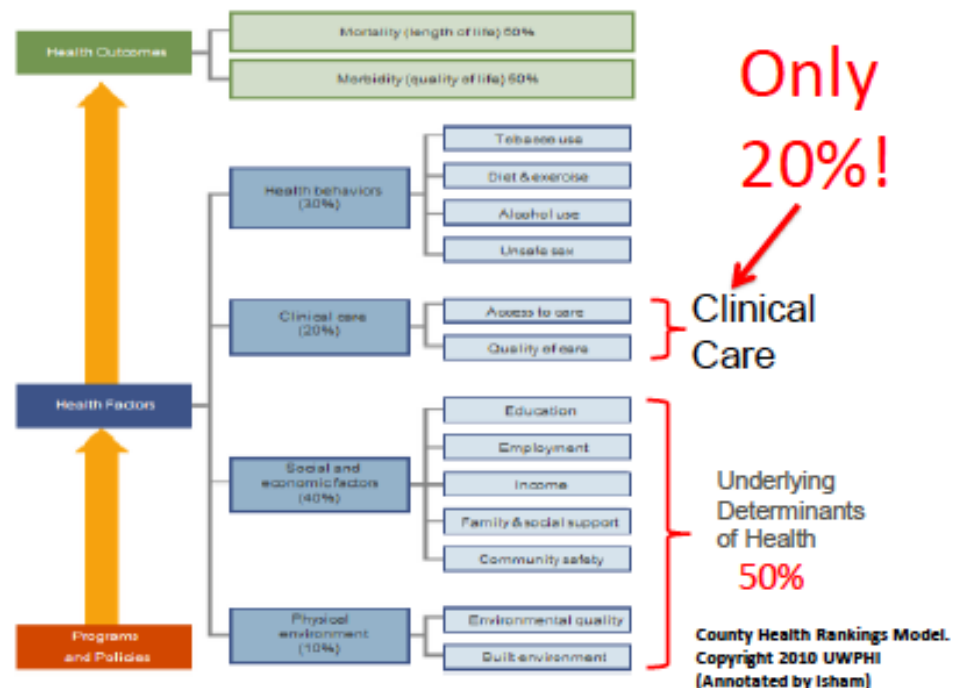 Health Outcomes
Mortality (length of life) 50%
Morbidity (quality of life) 50%
Only
20%!
Health behaviors
(30%)
Tobacco use
Diet & exercise
Alcohol use
Unsafe sex
Clinical care
(20%)
Access to care
Quality of care
Clinical
Care
Health Factors
Social and
economic factors
(40%)
Education
Employment
Income
Family & social support
Community safety
Underlying
Determinants
of Health
50%
Programs
and Policies
Physical
environment
(10%)
Environmental quality
Built environment
County Health Rankings Model.
Copyright 2010 UWPHI
(Annotated by Isham)